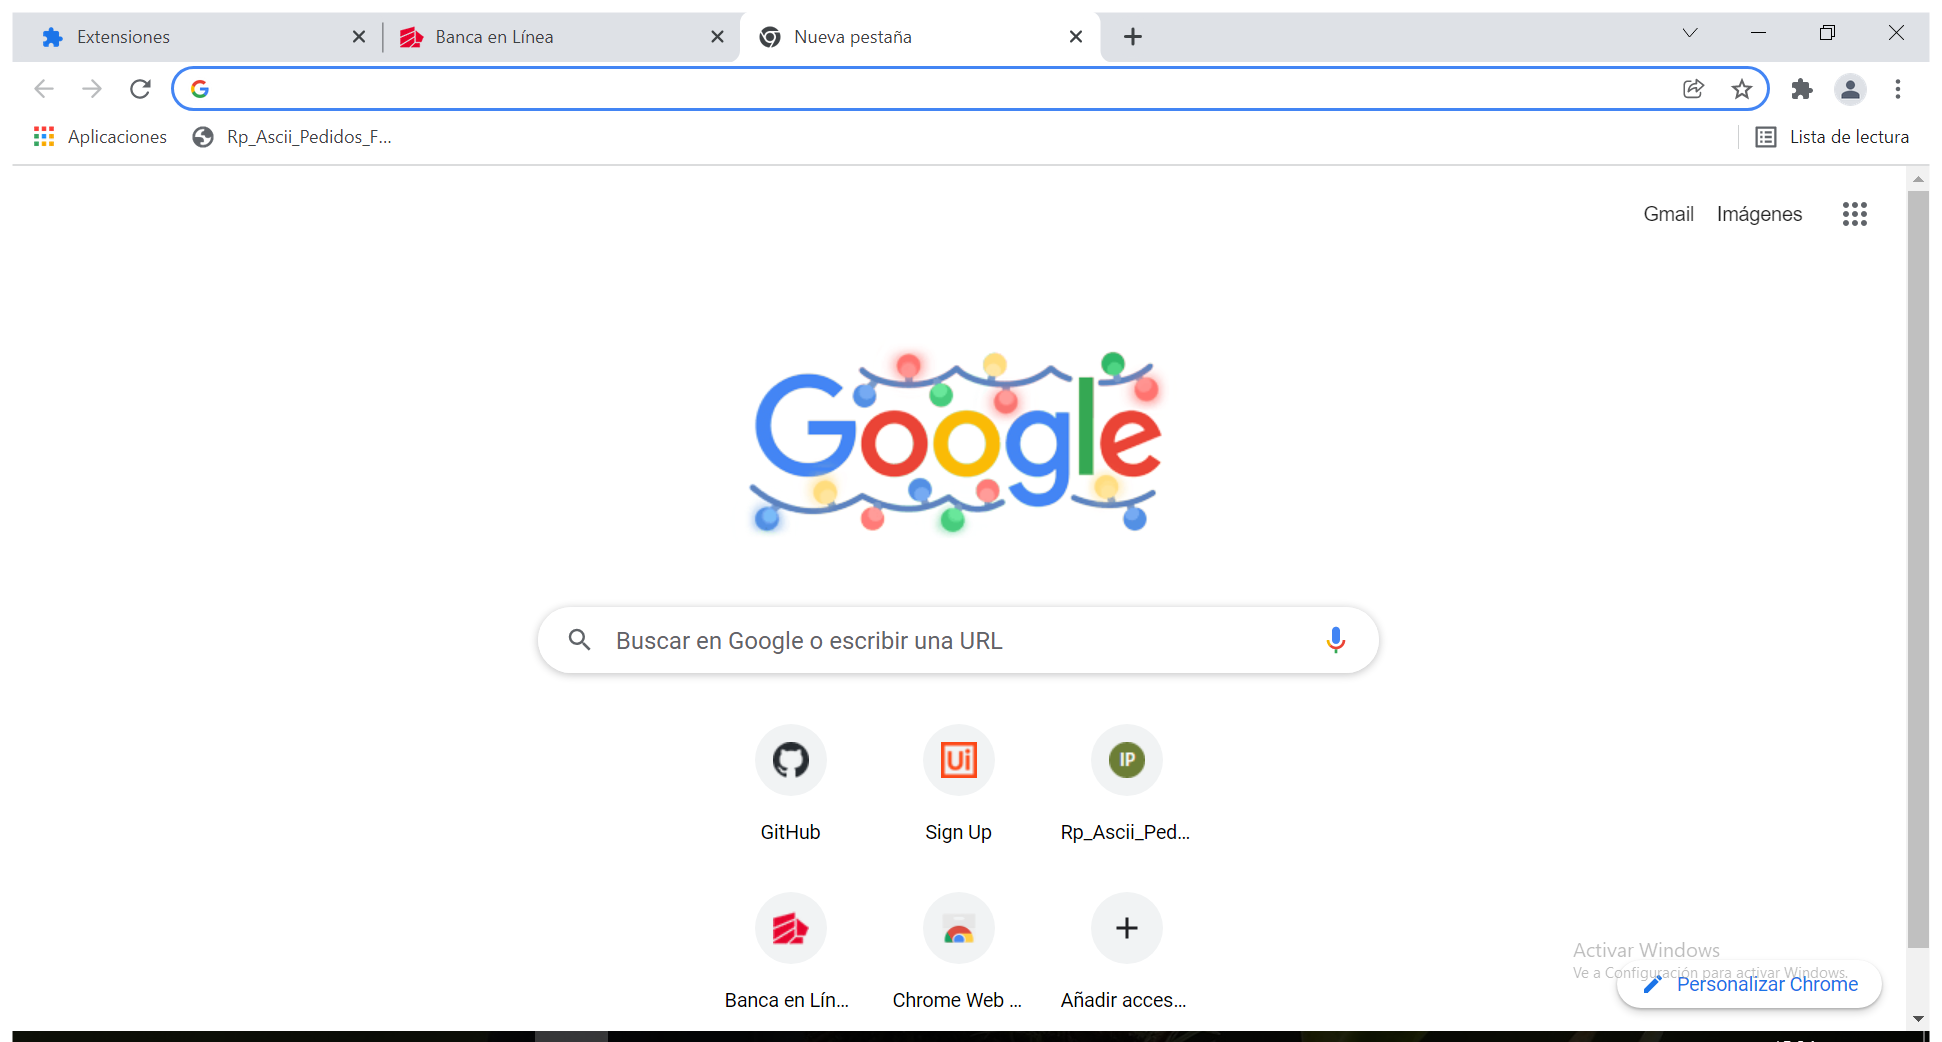 Extensiones
Banca en Línea
Nueva pestaña
Aplicaciones
Rp_Ascii_Pedidos_F...
Lista de lectura
Gmail
Imágenes
Google
Buscar en Google o escribir una URL
GitHub
Ui
Sign Up
IP
Rp_Ascii_Ped...
Banca en Lín...
Chrome Web ...
Añadir acces...
Activar Windows
Ve a Configuración para activar Windows.
Personalizar Chrome